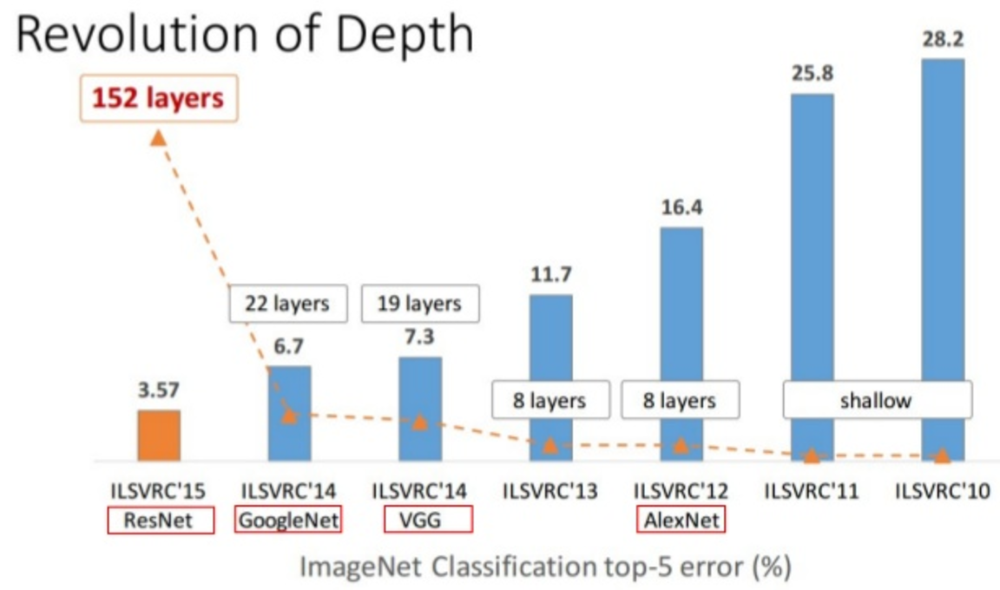 Revolution of Depth
28.2
25.8
152 layers
16.4
11.7
22 layers
19 layers
7.3
6.7
3.57
8 layers
8 layers
shallow
ILSVRC'15
ILSVRC'14
ILSVRC'14
ILSVRC'13
ILSVRC'12
ILSVRC'11
ILSVRC'10
ResNet
GoogleNet
VGG
AlexNet
ImageNet Classification top-5 error (%)